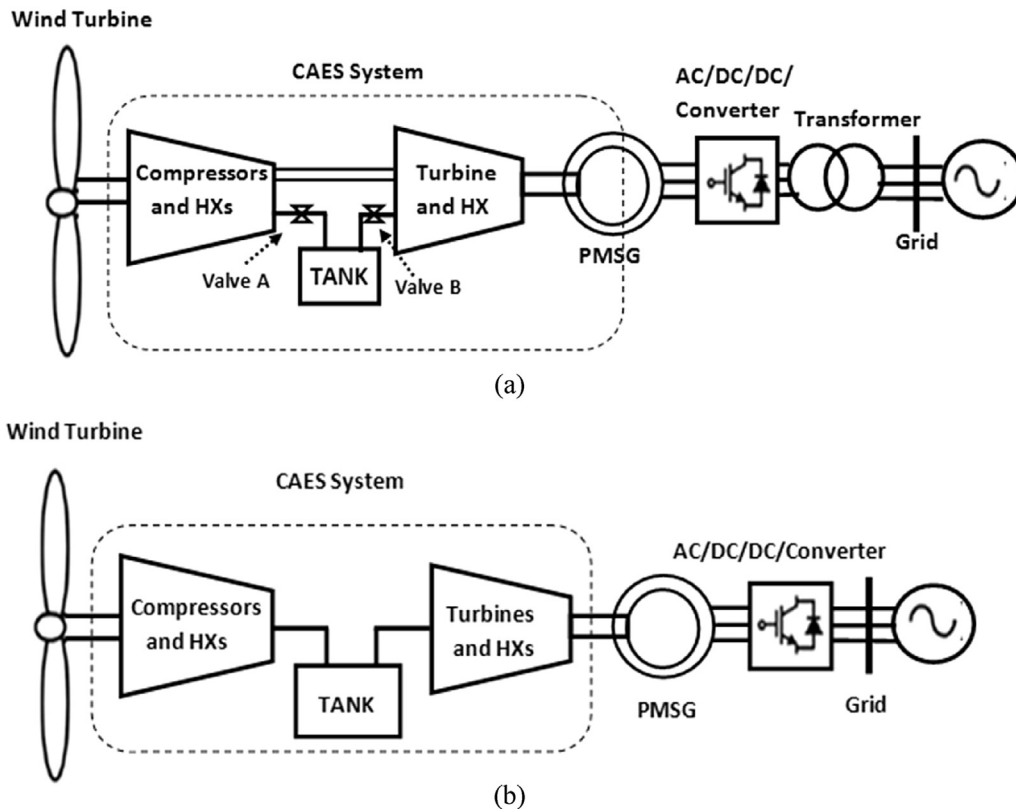 Wind Turbine
CAES System
AC/DC/DC/
Converter
Transformer
Compressors
and HXs
Turbine
and HX
Valve A
TANK
Valve B
PMSG
Grid
(a)
Wind Turbine
CAES System
AC/DC/DC/Converter
Compressors
and HXs
Turbines
and HXs
TANK
PMSG
Grid
(b)